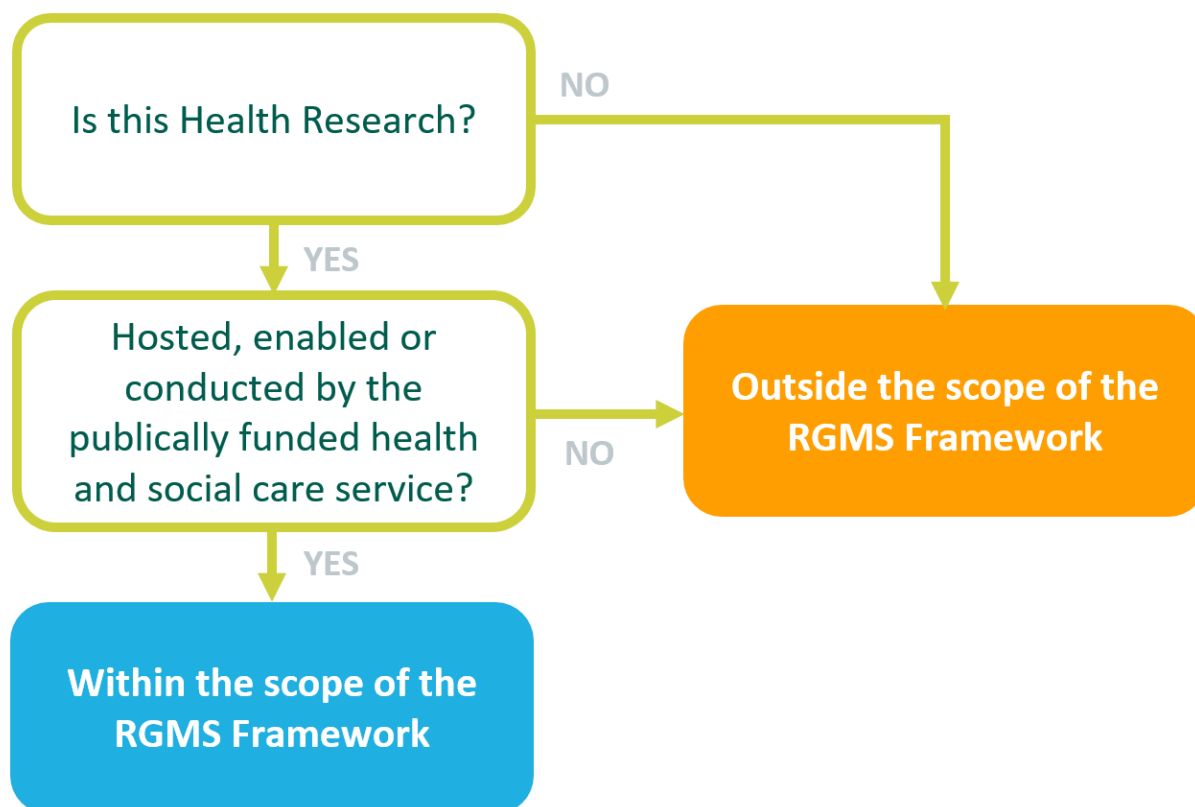 Is this Health Research?
NO
YES
Hosted, enabled or
conducted by the
publically funded health
and social care service?
NO
Outside the scope of the
RGMS Framework
YES
Within the scope of the
RGMS Framework